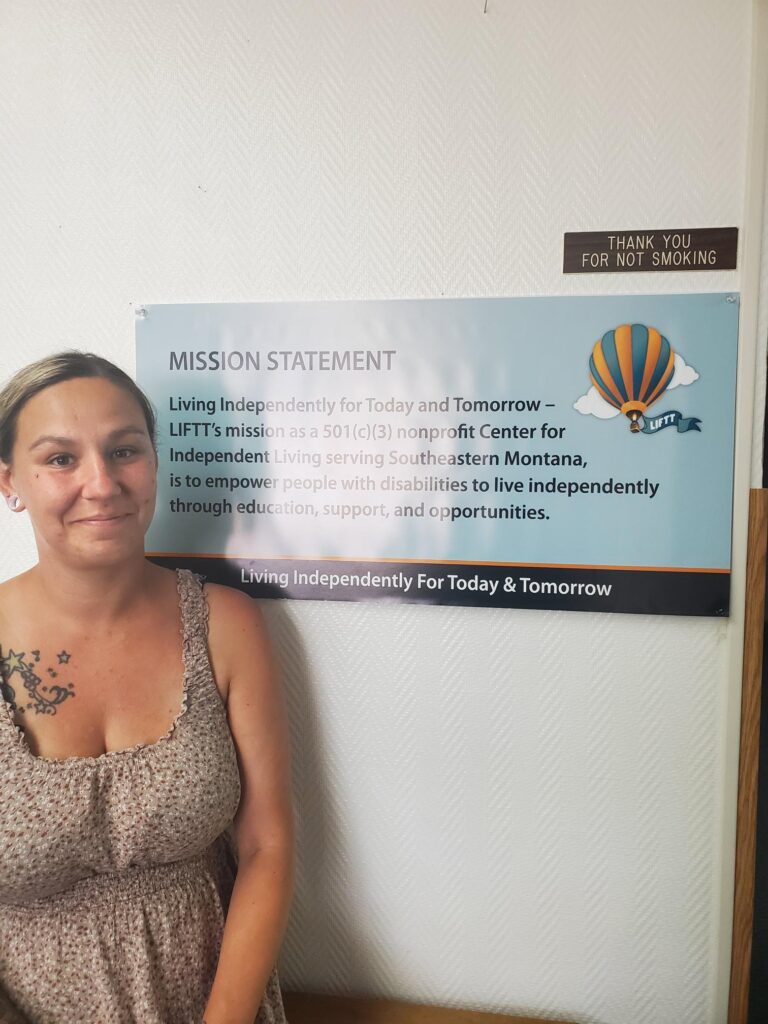 THANK YOU
FOR NOT SMOKING
MISSION STATEMENT
Living Independently for Today and Tomorrow –
LIFTT's mission as a 501(c)(3) nonprofit Center for
Independent Living serving Southeastern Montana,
is to empower people with disabilities to live independently
through education, support, and opportunities.
LIFTT
Living Independently For Today & Tomorrow